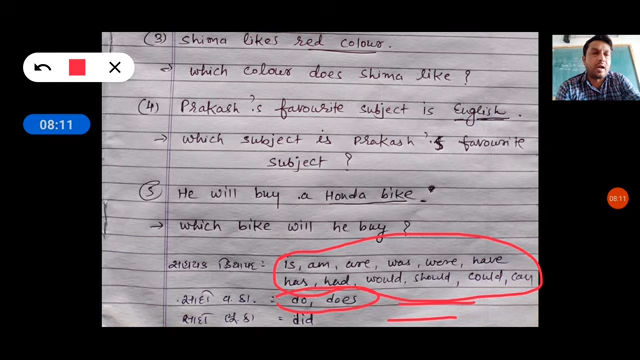 (3) Shima likes red colour.
→ which colour does Shima like ?
(4) Prakash's favourite subject is English.
→ which subject is Prakash's favourite
subject ?
5 He will buy a Honda bike.
→ which bike will he buy ?
is, am, are, was, were, have
has, had, would, should, could, can
સાદો વ. કા. = do, does
સાદો ભૂ. કા. = did
08:11
08:11